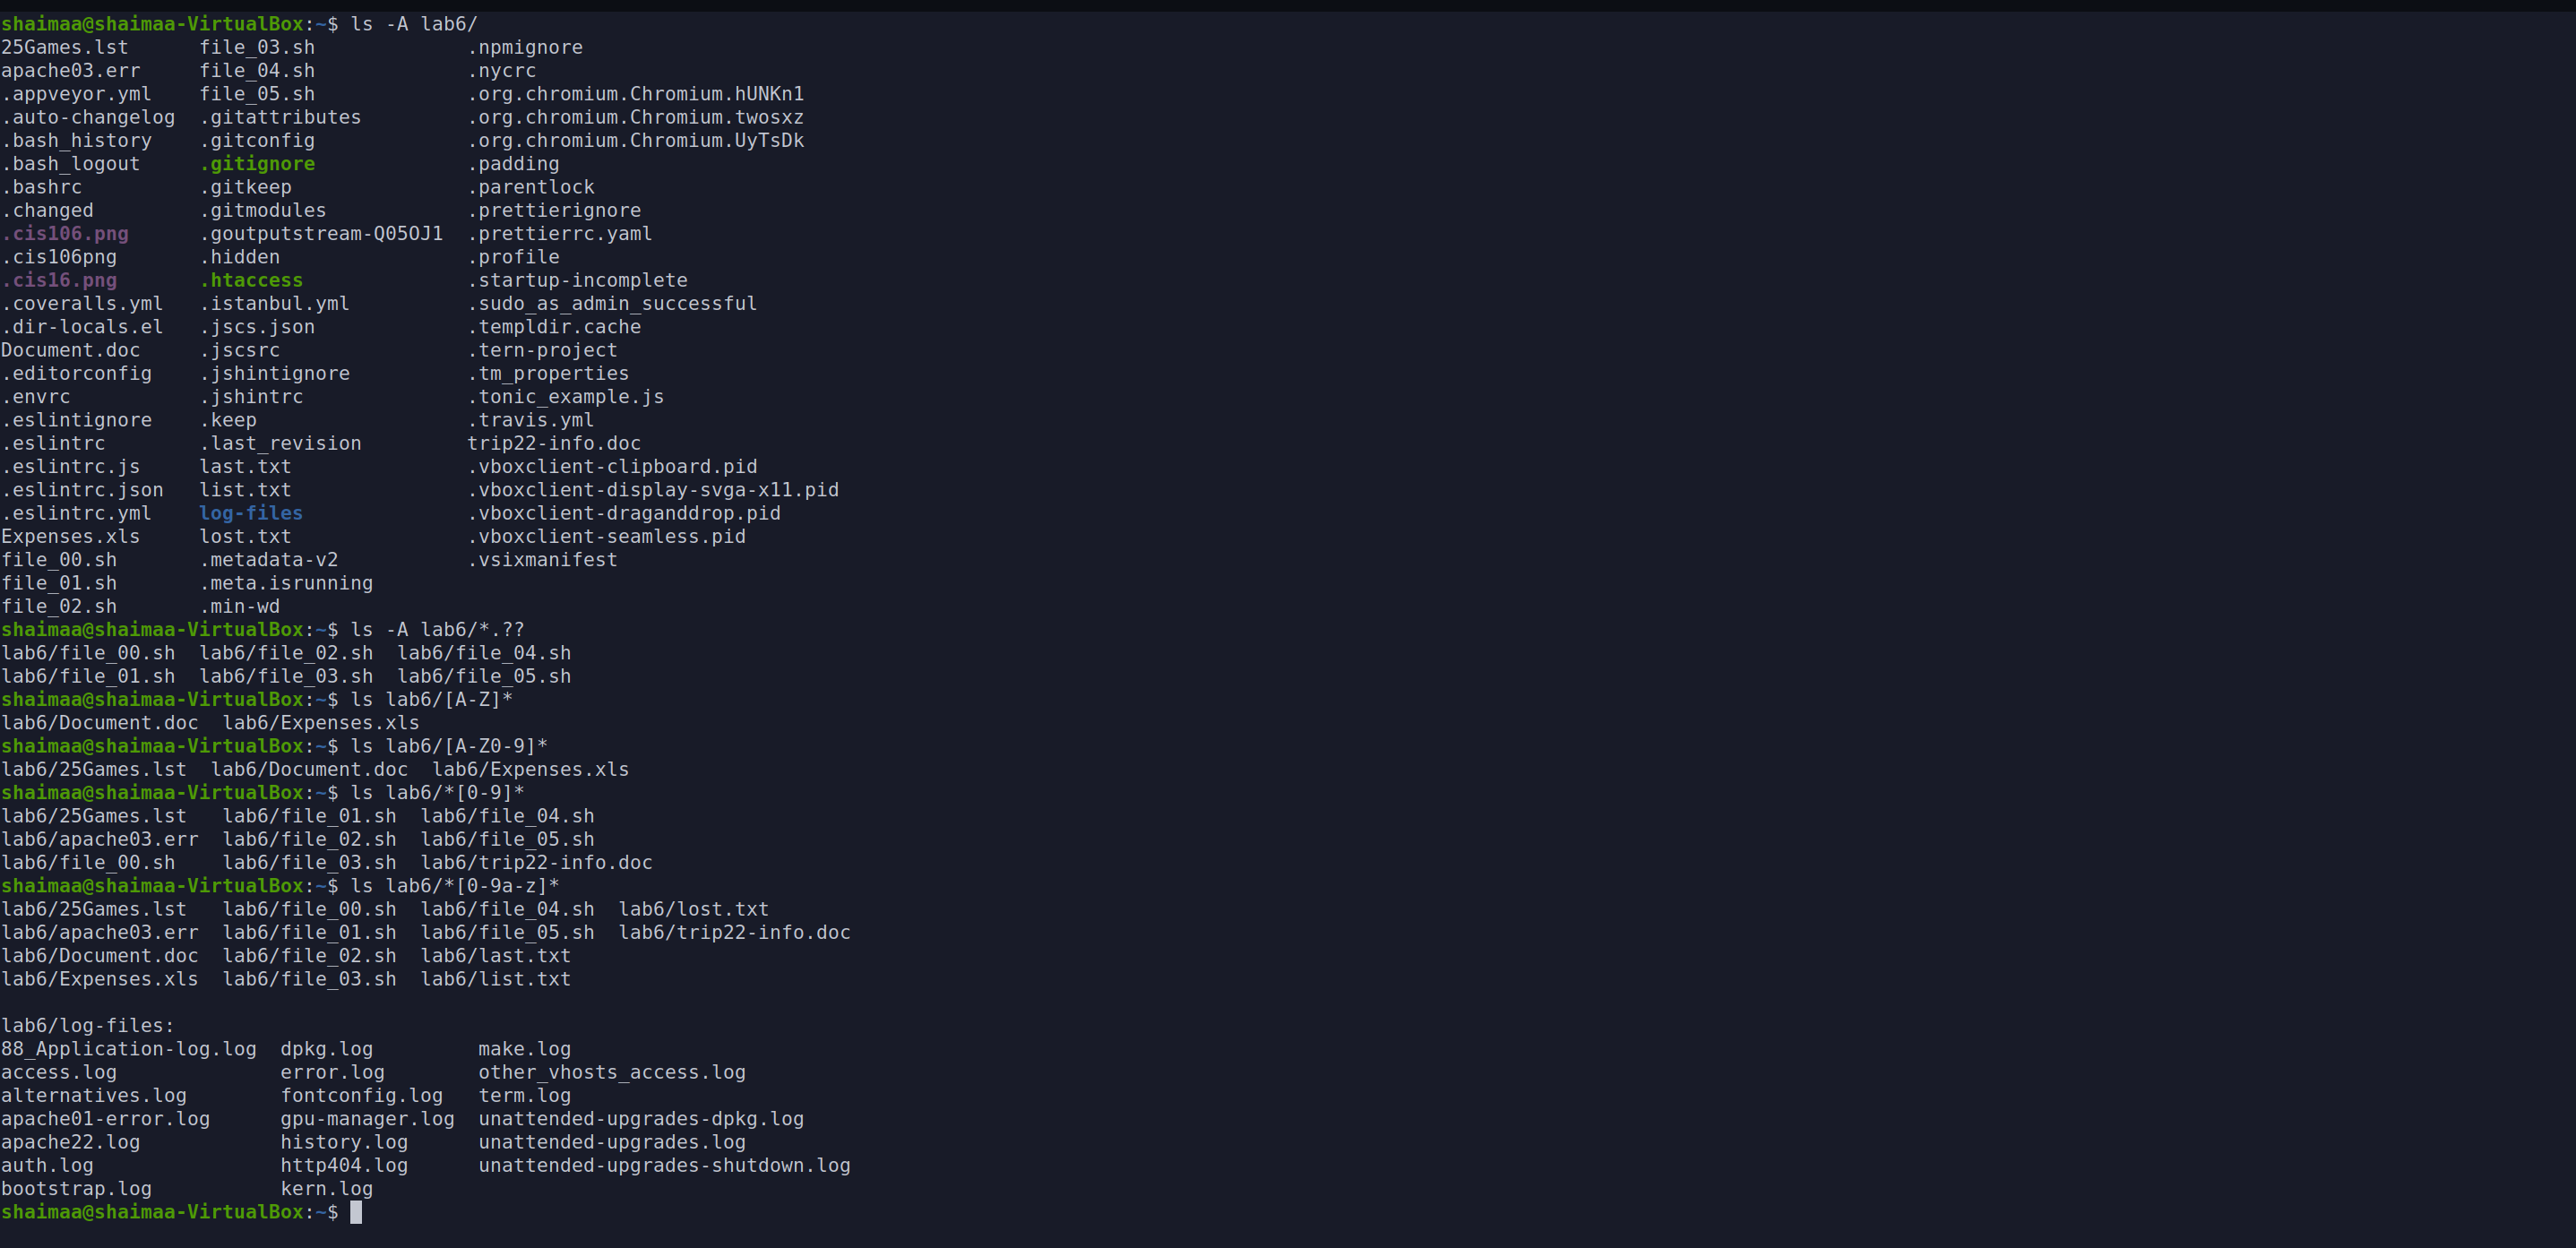 shaimaa@shaimaa-VirtualBox:~$ ls -A lab6/
25Games.lst      file_03.sh             .npmignore
apache03.err     file_04.sh             .nycrc
.appveyor.yml    file_05.sh             .org.chromium.Chromium.hUNKn1
.auto-changelog  .gitattributes         .org.chromium.Chromium.twosxz
.bash_history    .gitconfig             .org.chromium.Chromium.UyTsDk
.bash_logout     .gitignore             .padding
.bashrc          .gitkeep               .parentlock
.changed         .gitmodules            .prettierignore
.cis106.png      .goutputstream-Q05OJ1  .prettierrc.yaml
.cis106png       .hidden                .profile
.cis16.png       .htaccess              .startup-incomplete
.coveralls.yml   .istanbul.yml          .sudo_as_admin_successful
.dir-locals.el   .jscs.json             .templdir.cache
Document.doc     .jscsrc                .tern-project
.editorconfig    .jshintignore          .tm_properties
.envrc           .jshintrc              .tonic_example.js
.eslintignore    .keep                  .travis.yml
.eslintrc        .last_revision         trip22-info.doc
.eslintrc.js     last.txt               .vboxclient-clipboard.pid
.eslintrc.json   list.txt               .vboxclient-display-svga-x11.pid
.eslintrc.yml    log-files              .vboxclient-draganddrop.pid
Expenses.xls     lost.txt               .vboxclient-seamless.pid
file_00.sh       .metadata-v2           .vsixmanifest
file_01.sh       .meta.isrunning
file_02.sh       .min-wd
shaimaa@shaimaa-VirtualBox:~$ ls -A lab6/*.??
lab6/file_00.sh  lab6/file_02.sh  lab6/file_04.sh
lab6/file_01.sh  lab6/file_03.sh  lab6/file_05.sh
shaimaa@shaimaa-VirtualBox:~$ ls lab6/[A-Z]*
lab6/Document.doc  lab6/Expenses.xls
shaimaa@shaimaa-VirtualBox:~$ ls lab6/[A-Z0-9]*
lab6/25Games.lst  lab6/Document.doc  lab6/Expenses.xls
shaimaa@shaimaa-VirtualBox:~$ ls lab6/*[0-9]*
lab6/25Games.lst   lab6/file_01.sh  lab6/file_04.sh
lab6/apache03.err  lab6/file_02.sh  lab6/file_05.sh
lab6/file_00.sh    lab6/file_03.sh  lab6/trip22-info.doc
shaimaa@shaimaa-VirtualBox:~$ ls lab6/*[0-9a-z]*
lab6/25Games.lst   lab6/file_00.sh  lab6/file_04.sh  lab6/lost.txt
lab6/apache03.err  lab6/file_01.sh  lab6/file_05.sh  lab6/trip22-info.doc
lab6/Document.doc  lab6/file_02.sh  lab6/last.txt
lab6/Expenses.xls  lab6/file_03.sh  lab6/list.txt

lab6/log-files:
88_Application-log.log  dpkg.log         make.log
access.log              error.log        other_vhosts_access.log
alternatives.log        fontconfig.log   term.log
apache01-error.log      gpu-manager.log  unattended-upgrades-dpkg.log
apache22.log            history.log      unattended-upgrades.log
auth.log                http404.log      unattended-upgrades-shutdown.log
bootstrap.log           kern.log
shaimaa@shaimaa-VirtualBox:~$